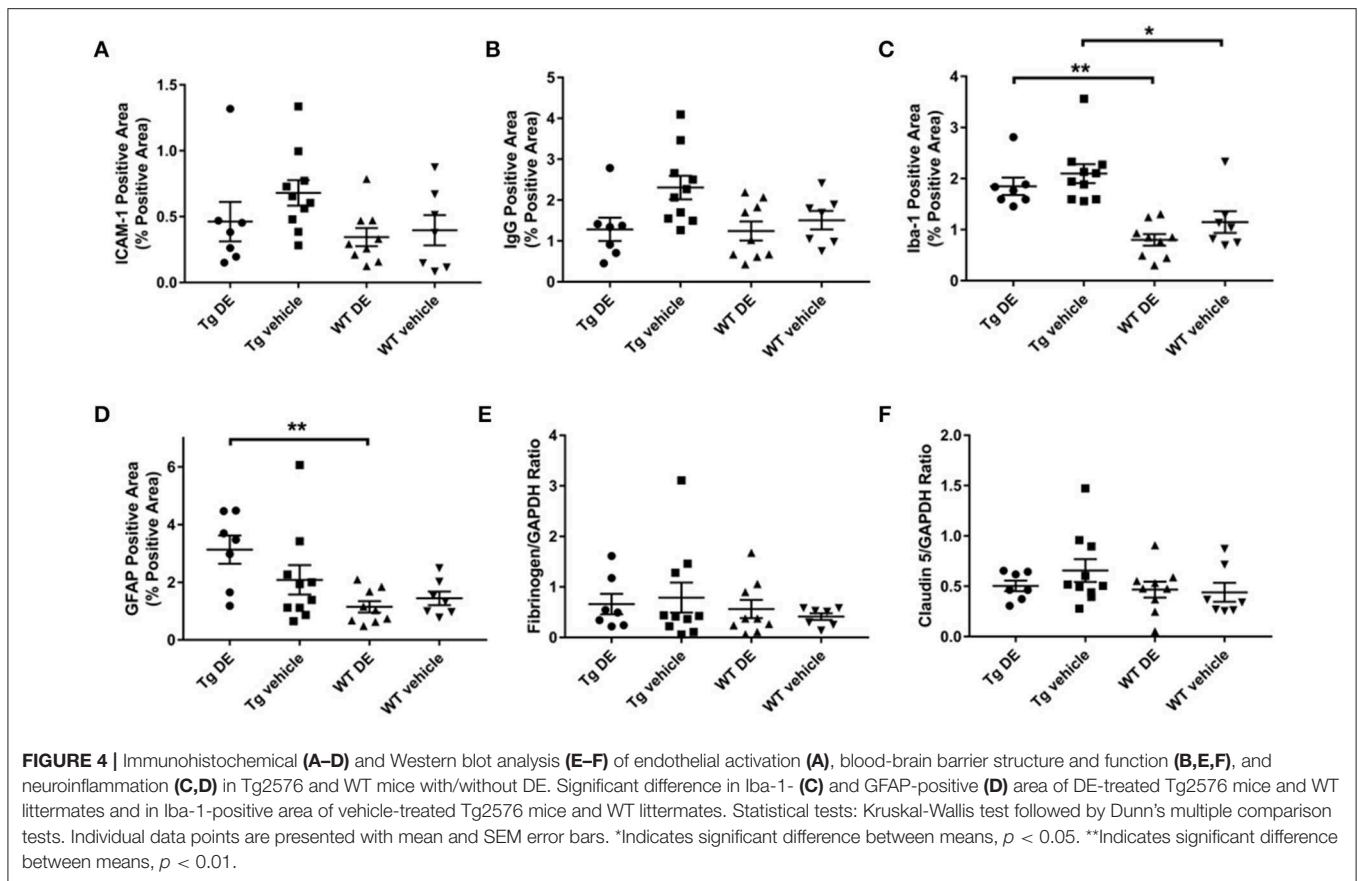 A
ICAM-1 Positive Area
(% Positive Area)
1.5
1.0
0.5
0.0
Tg DE
Tg vehicle
WT DE
WT vehicle
B
IgG Positive Area
(% Positive Area)
5
4
3
2
1
0
Tg DE
Tg vehicle
WT DE
WT vehicle
C
Iba-1 Positive Area
(% Positive Area)
4
3
2
1
0
**
*
Tg DE
Tg vehicle
WT DE
WT vehicle
D
GFAP Positive Area
(% Positive Area)
6
4
2
0
**
Tg DE
Tg vehicle
WT DE
WT vehicle
E
Fibrinogen/GAPDH Ratio
4
3
2
1
0
Tg DE
Tg vehicle
WT DE
WT vehicle
F
Claudin 5/GAPDH Ratio
2.0
1.5
1.0
0.5
0.0
Tg DE
Tg vehicle
WT DE
WT vehicle
FIGURE 4 | Immunohistochemical (A–D) and Western blot analysis (E–F) of endothelial activation (A), blood-brain barrier structure and function (B,E,F), and
neuroinflammation (C,D) in Tg2576 and WT mice with/without DE. Significant difference in Iba-1- (C) and GFAP-positive (D) area of DE-treated Tg2576 mice and WT
littermates and in Iba-1-positive area of vehicle-treated Tg2576 mice and WT littermates. Statistical tests: Kruskal-Wallis test followed by Dunn's multiple comparison
tests. Individual data points are presented with mean and SEM error bars. *Indicates significant difference between means, p < 0.05. **Indicates significant difference
between means, p < 0.01.